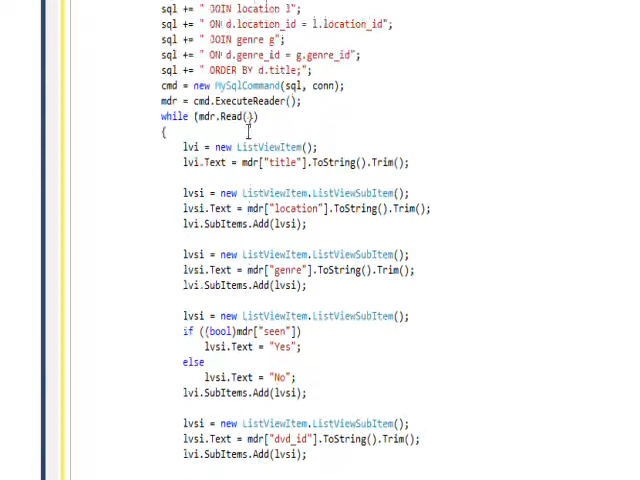 sql += " JOIN location l";
sql += " ON d.location_id = l.location_id";
sql += " JOIN genre g";
sql += " ON d.genre_id = g.genre_id";
sql += " ORDER BY d.title;";
cmd = new MySqlCommand(sql, conn);
mdr = cmd.ExecuteReader();
while (mdr.Read())
{
lvi = new ListViewItem();
lvi.Text = mdr["title"].ToString().Trim();
lvsi = new ListViewItem.ListViewSubItem();
lvsi.Text = mdr["location"].ToString().Trim();
lvi.SubItems.Add(lvsi);
lvsi = new ListViewItem.ListViewSubItem();
lvsi.Text = mdr["genre"].ToString().Trim();
lvi.SubItems.Add(lvsi);
lvsi = new ListViewItem.ListViewSubItem();
if ((bool)mdr["seen"])
lvsi.Text = "Yes";
else
lvsi.Text = "No";
lvi.SubItems.Add(lvsi);
lvsi = new ListViewItem.ListViewSubItem();
lvsi.Text = mdr["dvd_id"].ToString().Trim();
lvi.SubItems.Add(lvsi);